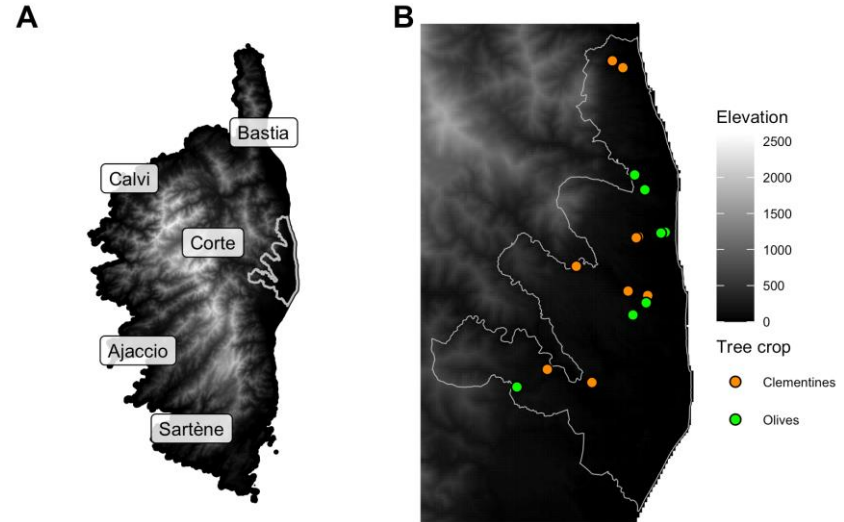 A
Bastia
Calvi
Corte
Ajaccio
Sartène
B
Elevation
2500
2000
1500
1000
500
0
Tree crop
Clementines
Olives